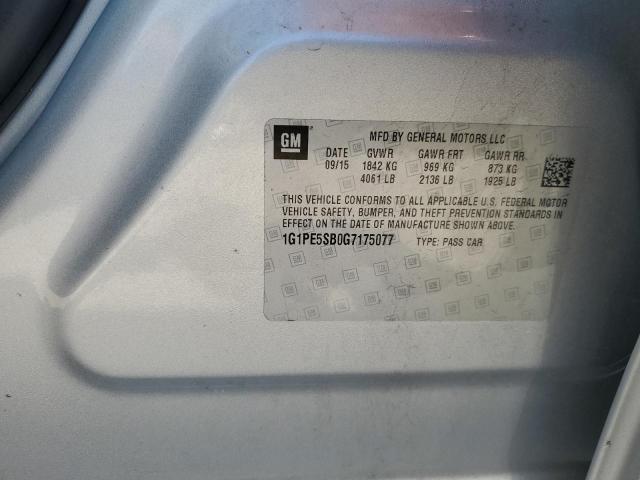 GM
MFD BY GENERAL MOTORS LLC
DATE GVWR GAWR FRT GAWR RR
09/15 1842 KG 969 KG 873 KG
4061 LB 2136 LB 1925 LB
THIS VEHICLE CONFORMS TO ALL APPLICABLE U.S. FEDERAL MOTOR
VEHICLE SAFETY, BUMPER, AND THEFT PREVENTION STANDARDS IN
EFFECT ON THE DATE OF MANUFACTURE SHOWN ABOVE.
1G1PE5SB0G7175077 TYPE: PASS CAR